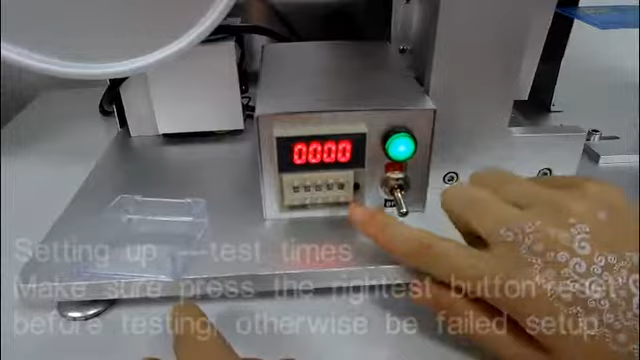 0000
Setting up ---test times
Make sure press the rightest button"reset"
before testing, otherwise be failed setup.